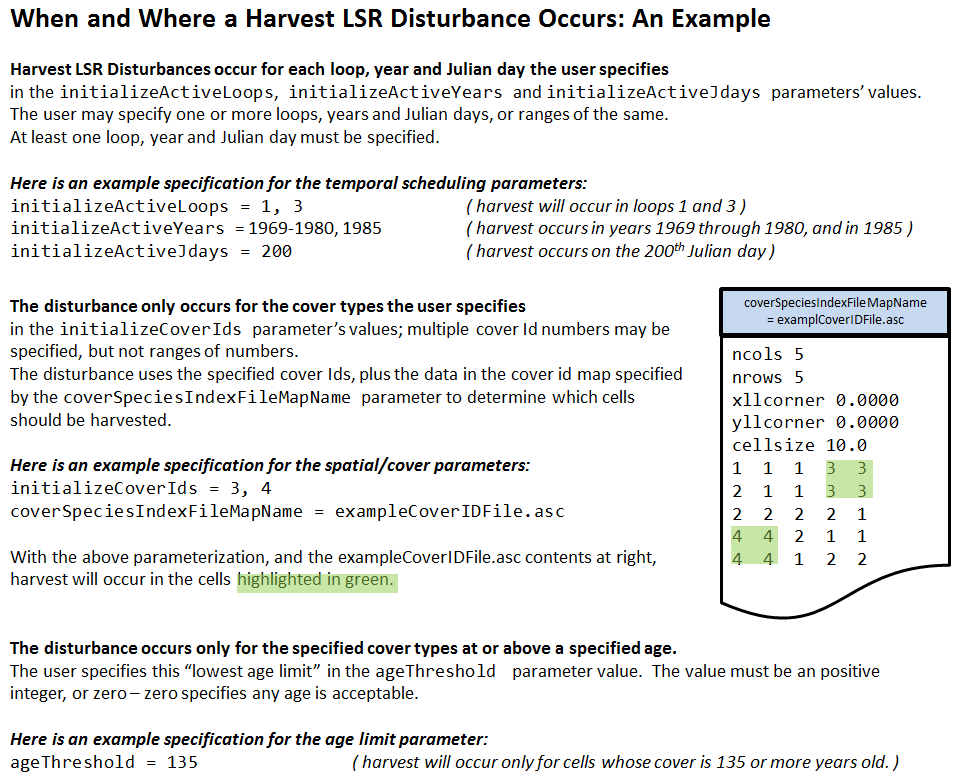 When and Where a Harvest LSR Disturbance Occurs: An Example
Harvest LSR Disturbances occur for each loop, year and Julian day the user specifies
in the initializeActiveLoops, initializeActiveYears and initializeActiveJdays parameters' values.
The user may specify one or more loops, years and Julian days, or ranges of the same.
At least one loop, year and Julian day must be specified.
Here is an example specification for the temporal scheduling parameters:
initializeActiveLoops = 1, 3 ( harvest will occur in loops 1 and 3 )
initializeActiveYears = 1969-1980, 1985 ( harvest occurs in years 1969 through 1980, and in 1985 )
initializeActiveJdays = 200 ( harvest occurs on the 200th Julian day )
The disturbance only occurs for the cover types the user specifies
in the initializeCoverIds parameter's values; multiple cover Id numbers may be
specified, but not ranges of numbers.
The disturbance uses the specified cover Ids, plus the data in the cover id map specified
by the coverSpeciesIndexFileMapName parameter to determine which cells
should be harvested.
Here is an example specification for the spatial/cover parameters:
initializeCoverIds = 3, 4
coverSpeciesIndexFileMapName = exampleCoverIDFile.asc
With the above parameterization, and the exampleCoverIDFile.asc contents at right,
harvest will occur in the cells highlighted in green.
coverSpeciesIndexFileMapName
= examplCoverIDFile.asc
ncols 5
nrows 5
xllcorner 0.0000
yllcorner 0.0000
cellsize 10.0
1 1 1 3 3
2 1 1 3 3
2 2 2 2 1
4 4 2 1 1
4 4 1 2 2
The disturbance occurs only for the specified cover types at or above a specified age.
The user specifies this "lowest age limit" in the ageThreshold parameter value. The value must be an positive
integer, or zero – zero specifies any age is acceptable.
Here is an example specification for the age limit parameter:
ageThreshold = 135 ( harvest will occur only for cells whose cover is 135 or more years old. )